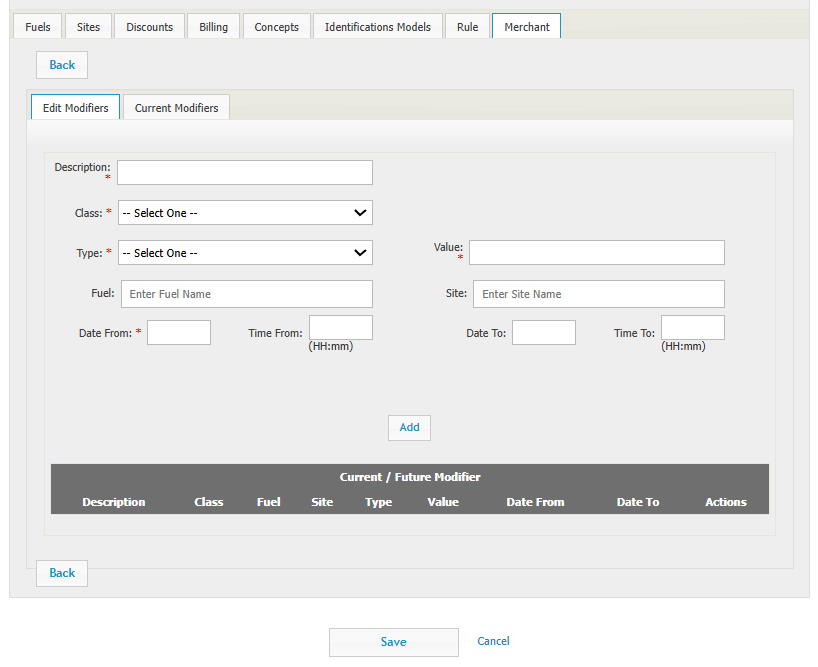 Fuels Sites Discounts Billing Concepts Identifications Models Rule Merchant
Back
Edit Modifiers Current Modifiers
Description: *
Class: * -- Select One --
Type: * -- Select One -- Value: *
Fuel: Enter Fuel Name Site: Enter Site Name
Date From: * Time From: Date To: Time To:
(HH:mm) (HH:mm)
Add
Current / Future Modifier
Description Class Fuel Site Type Value Date From Date To Actions
Back
Save Cancel